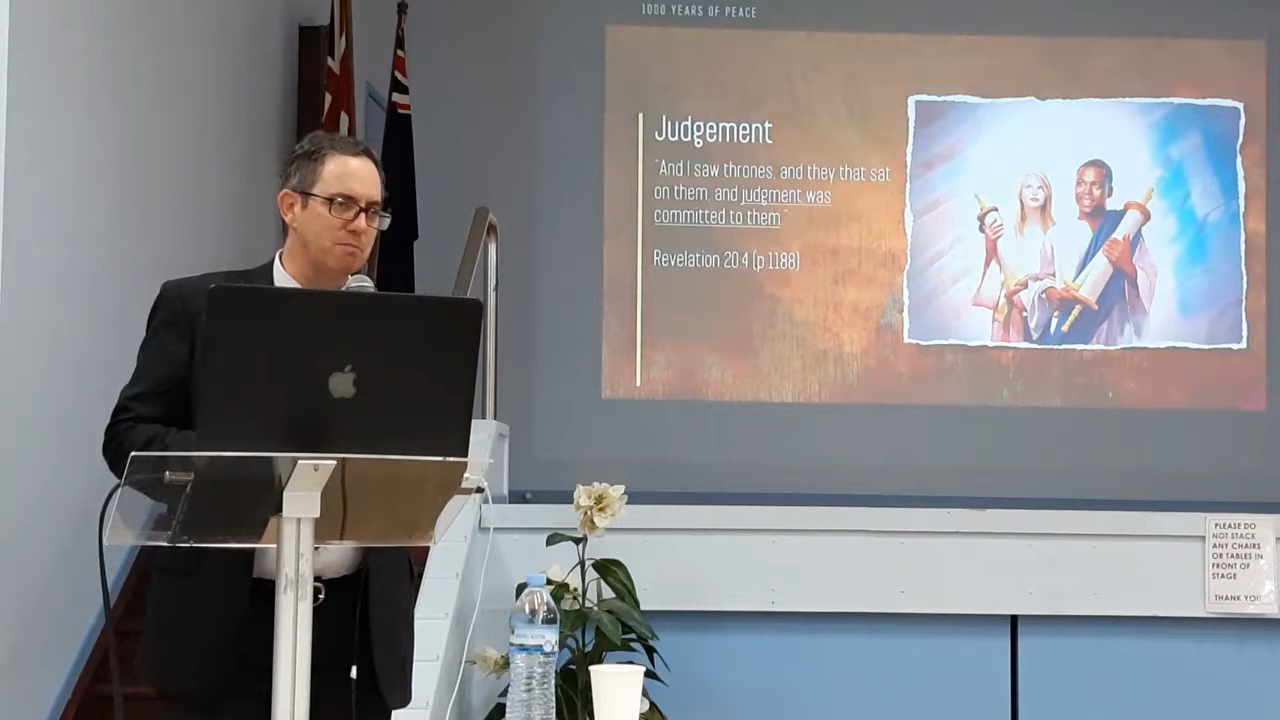 1000 YEARS OF PEACE
Judgement
"And I saw thrones, and they that sat
on them, and judgment was
committed to them."
Revelation 20:4 (p.1188)
PLEASE DO
NOT STACK
ANY CHAIRS
OR TABLES IN
FRONT OF
STAGE
THANK YOU